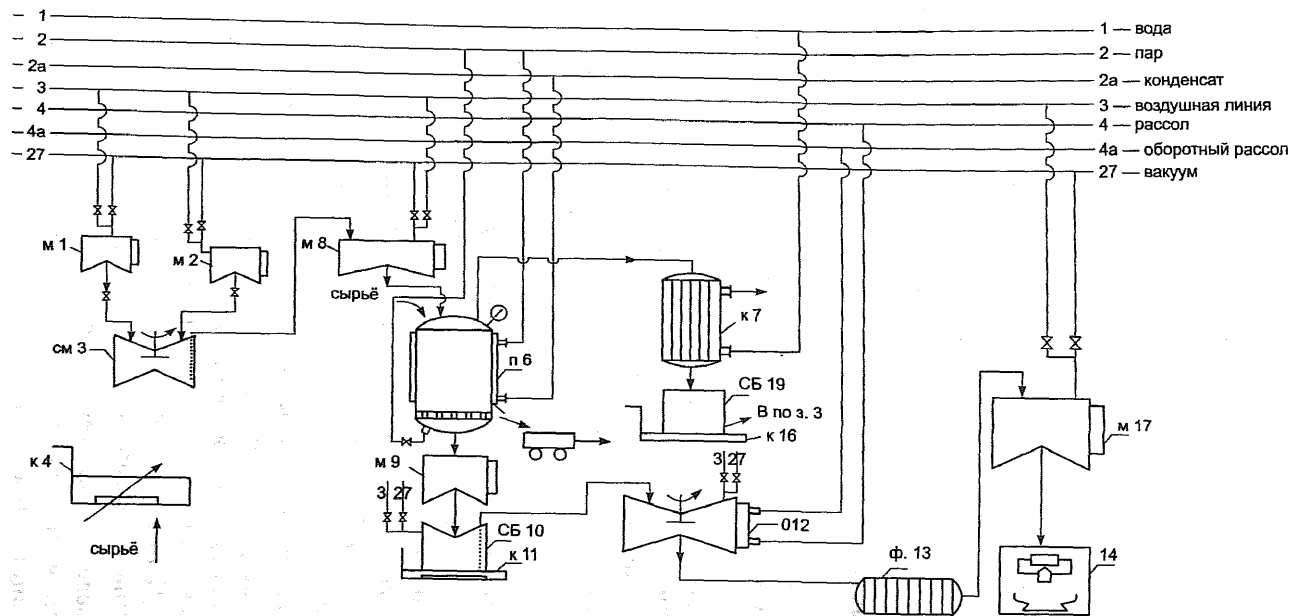 1
2
2а
3
4
4а
27
1 — вода
2 — пар
2а — конденсат
3 — воздушная линия
4 — рассол
4а — оборотный рассол
27 — вакуум
м 1
м 2
м 8
сырьё
к 7
см 3
п 6
СБ 19
В по з. 3
к 16
м 17
к 4
м 9
3 27
3 27
СБ 10
012
сырьё
к 11
ф. 13
14